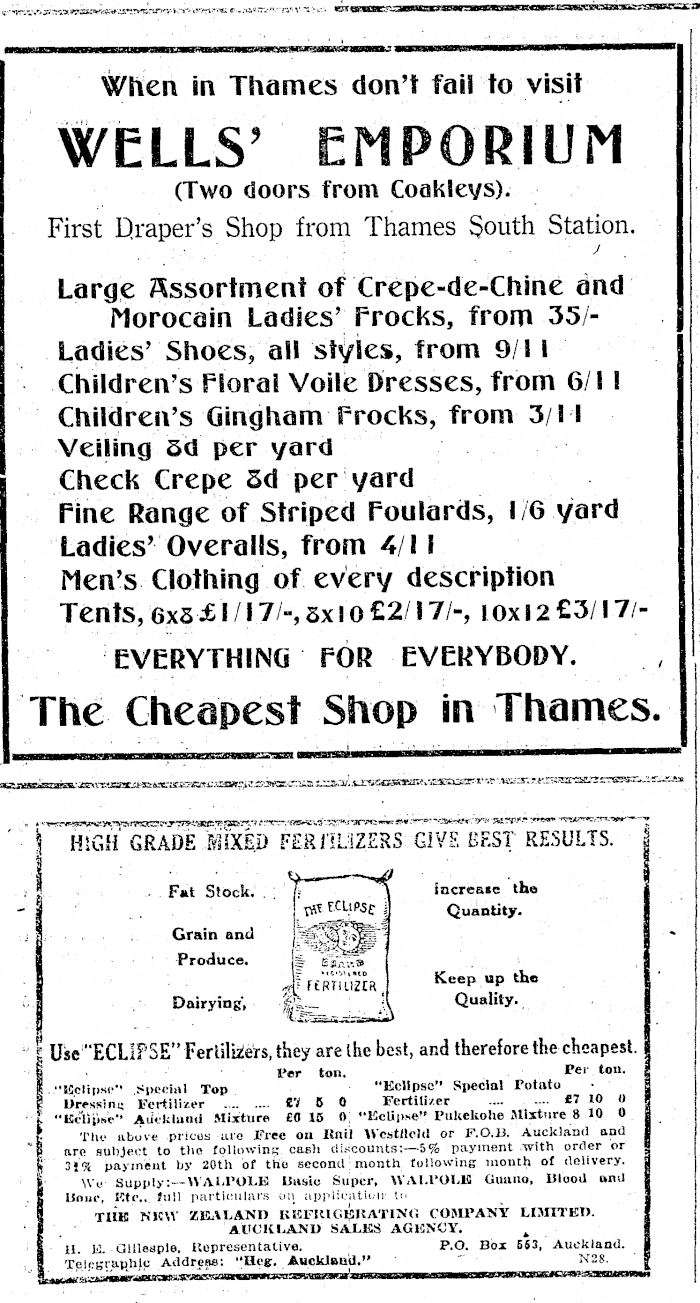 When in Thames don't fail to visit
WELLS' EMPORIUM
(Two doors from Coakleys).
First Draper's Shop from Thames South Station.
Large Assortment of Crepe-de-Chine and
Morocain Ladies' Frocks, from 35/-
Ladies' Shoes, all styles, from 9/11
Children's Floral Voile Dresses, from 6/11
Children's Gingham Frocks, from 3/11
Veiling 8d per yard
Check Crepe 8d per yard
Fine Range of Striped Foulards, 1/6 yard
Ladies' Overalls, from 4/11
Men's Clothing of every description
Tents, 6x8 £1/17/-, 8x10 £2/17/-, 10x12 £3/17/-
EVERYTHING FOR EVERYBODY.
The Cheapest Shop in Thames.
HIGH GRADE MIXED FERTILIZERS GIVE BEST RESULTS.
Fat Stock.
Grain and
Produce.
Dairying,
THE ECLIPSE
BRAND
REGISTERED
FERTILIZER
increase the
Quantity.
Keep up the
Quality.
Use "ECLIPSE" Fertilizers, they are the best, and therefore the cheapest.
Per ton.
"Eclipse" Special Top
Dressing Fertilizer .... .... £7 5 0
"Eclipse" Auckland Mixture £6 15 0
Per ton.
"Eclipse" Special Potato
Fertilizer .... .... £7 10 0
"Eclipse" Pukekohe Mixture 8 10 0
The above prices are Free on Rail Westfield or F.O.B. Auckland and
are subject to the following cash discounts:—5% payment with order or
3½% payment by 20th of the second month following month of delivery.
We Supply:—WALPOLE Basic Super, WALPOLE Guano, Blood and
Bone, Etc., full particulars on application to
THE NEW ZEALAND REFRIGERATING COMPANY LIMITED.
AUCKLAND SALES AGENCY.
H. E. Gillespie, Representative. P.O. Box 553, Auckland.
Telegraphic Address: "Heg. Auckland." N28.